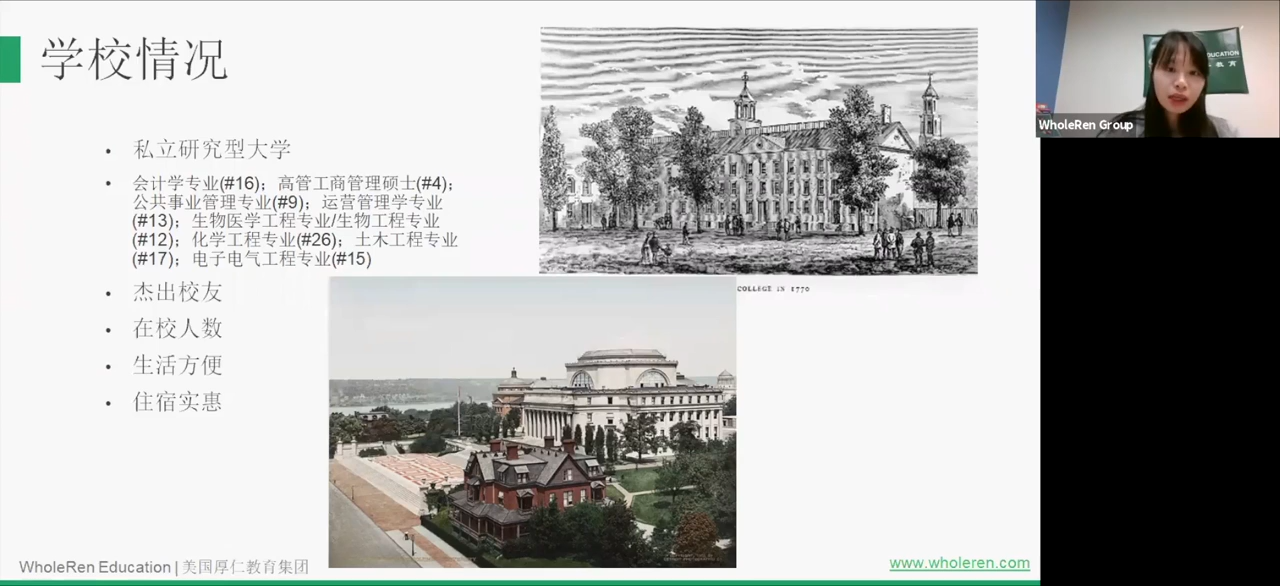 学校情况
• 私立研究型大学
• 会计学专业(#16)；高管工商管理硕士(#4)；
公共事业管理专业(#9)；运营管理学专业
(#13)；生物医学工程专业/生物工程专业
(#12)；化学工程专业(#26)；土木工程专业
(#17)；电子电气工程专业(#15)
• 杰出校友
• 在校人数
• 生活方便
• 住宿实惠
COLLEGE IN 1770
WholeRen Education | 美国厚仁教育集团
www.wholeren.com
EDUCATION
教育
WholeRen Group